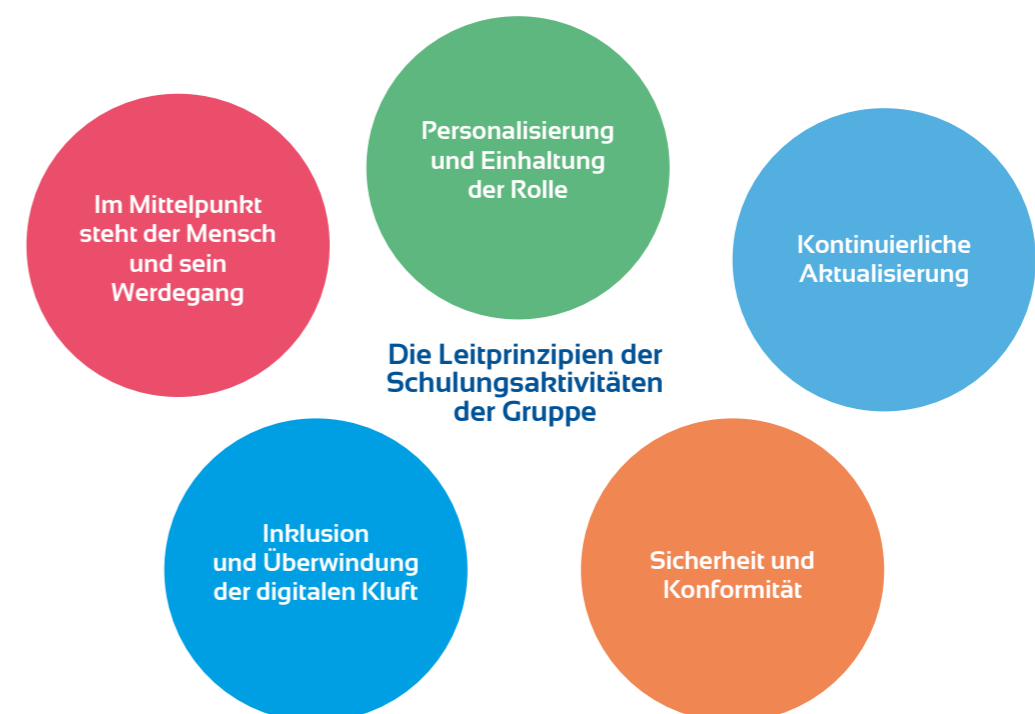 Personalisierung
und Einhaltung
der Rolle
Im Mittelpunkt
steht der Mensch
und sein
Werdegang
Kontinuierliche
Aktualisierung
Die Leitprinzipien der
Schulungsaktivitäten
der Gruppe
Inklusion
und Überwindung
der digitalen Kluft
Sicherheit und
Konformität